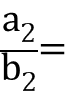 a₂
b₂ =